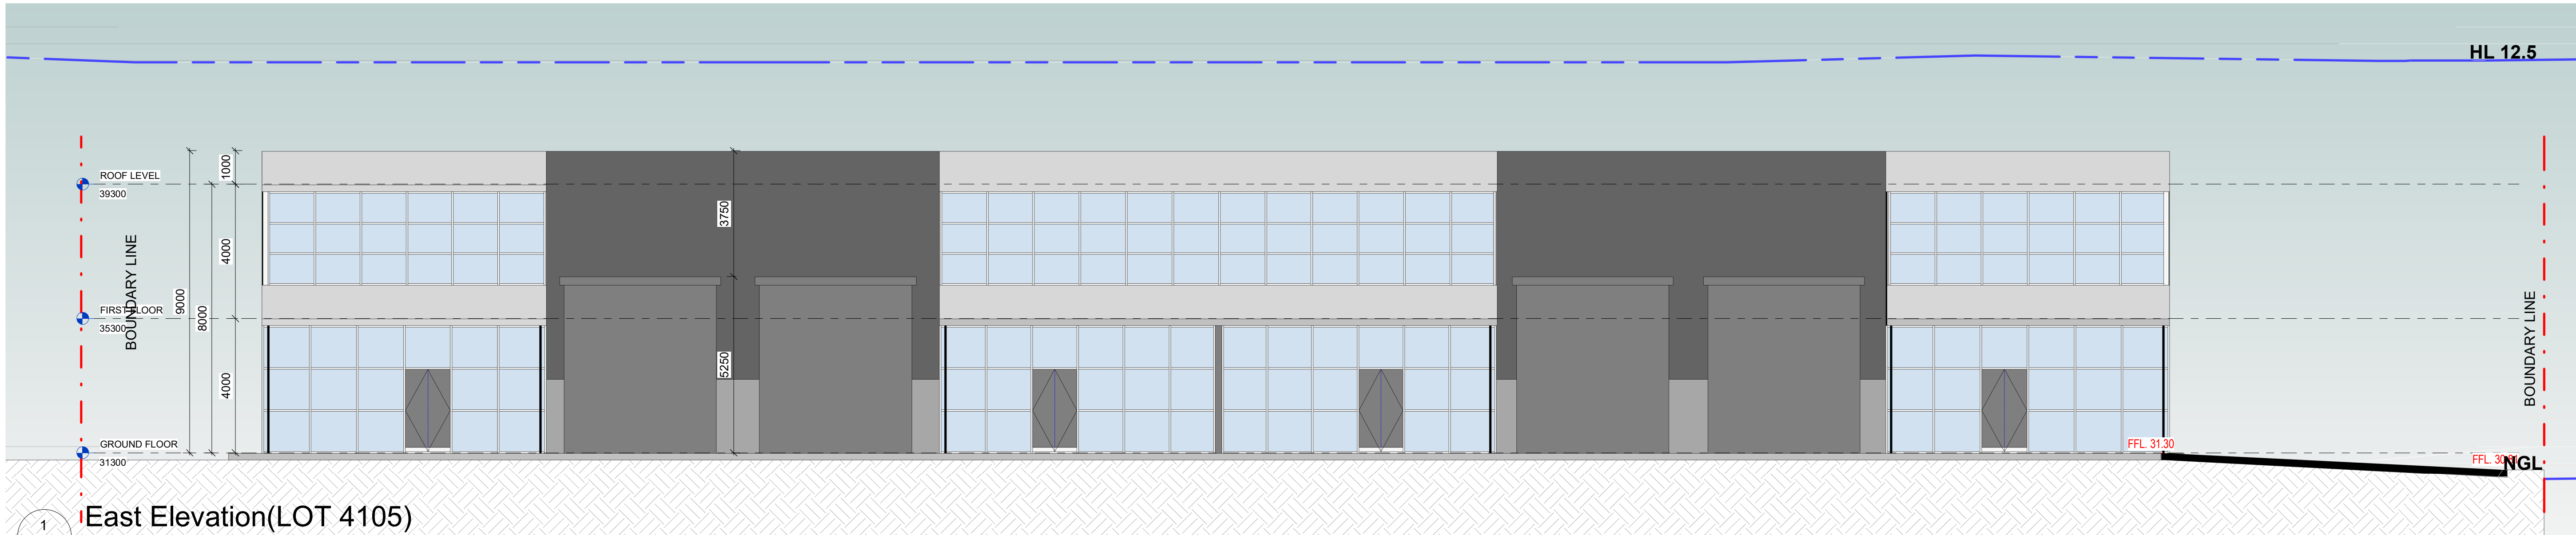 HL 12.5
ROOF LEVEL
39300
1000
3750
4000
BOUNDARY LINE
9000
8000
FIRST FLOOR
35300
BOUNDARY LINE
5250
4000
GROUND FLOOR
31300
FFL. 31.30
FFL.
NGL
1
East Elevation(LOT 4105)